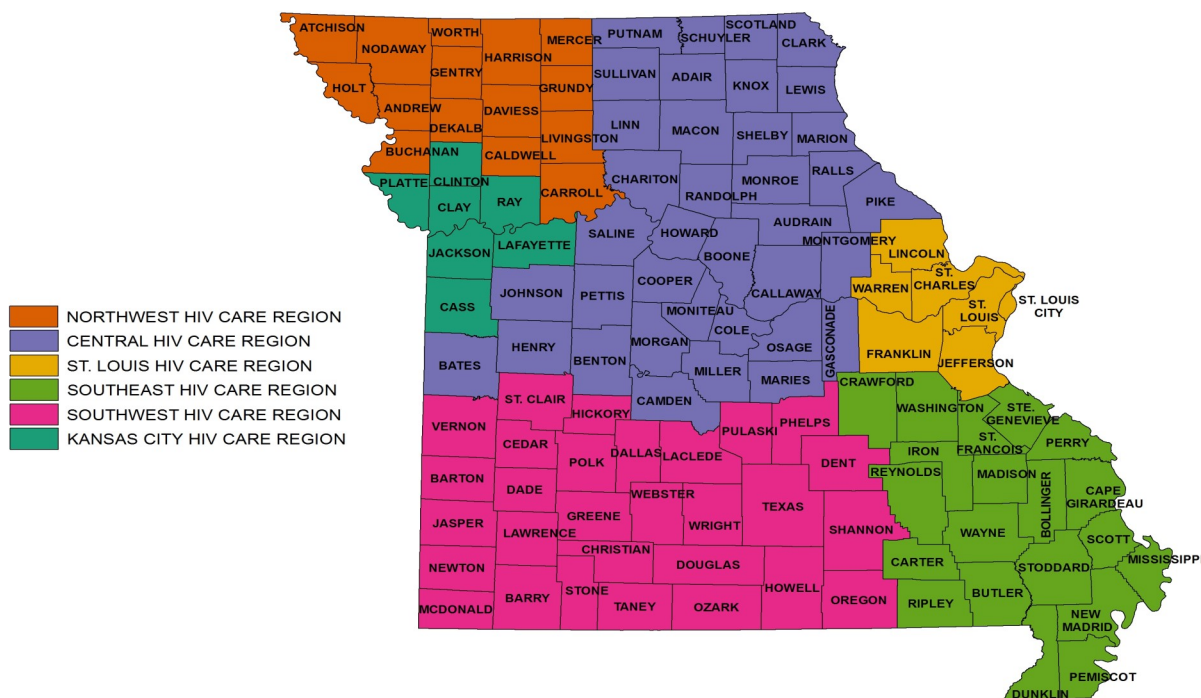 ATCHISON
NODAWAY
WORTH
HARRISON
MERCER
PUTNAM
SCHUYLER
SCOTLAND
CLARK
HOLT
GENTRY
GRUNDY
SULLIVAN
ADAIR
KNOX
LEWIS
ANDREW
DEKALB
DAVIESS
LIVINGSTON
LINN
MACON
SHELBY
MARION
BUCHANAN
CALDWELL
PLATTE
CLINTON
CLAY
RAY
CARROLL
CHARITON
RANDOLPH
MONROE
RALLS
PIKE
AUDRAIN
JACKSON
LAFAYETTE
SALINE
HOWARD
BOONE
MONTGOMERY
LINCOLN
CASS
JOHNSON
PETTIS
COOPER
CALLAWAY
WARREN
ST.
CHARLES
ST.
LOUIS
ST. LOUIS
CITY
MONITEAU
COLE
OSAGE
GASCONADE
FRANKLIN
JEFFERSON
NORTHWEST HIV CARE REGION
CENTRAL HIV CARE REGION
ST. LOUIS HIV CARE REGION
SOUTHEAST HIV CARE REGION
SOUTHWEST HIV CARE REGION
KANSAS CITY HIV CARE REGION
BATES
HENRY
BENTON
MORGAN
MILLER
MARIES
CAMDEN
CRAWFORD
WASHINGTON
STE.
GENEVIEVE
ST.
FRANCOIS
PERRY
VERNON
ST. CLAIR
HICKORY
PULASKI
PHELPS
CEDAR
POLK
DALLAS
LACLEDE
DENT
IRON
REYNOLDS
MADISON
BOLLINGER
CAPE
GIRARDEAU
BARTON
DADE
WEBSTER
TEXAS
JASPER
LAWRENCE
GREENE
WRIGHT
SHANNON
WAYNE
SCOTT
MISSISSIPPI
NEWTON
CHRISTIAN
DOUGLAS
CARTER
STODDARD
MCDONALD
BARRY
STONE
TANEY
OZARK
HOWELL
OREGON
RIPLEY
BUTLER
NEW
MADRID
PEMISCOT
DUNKLIN